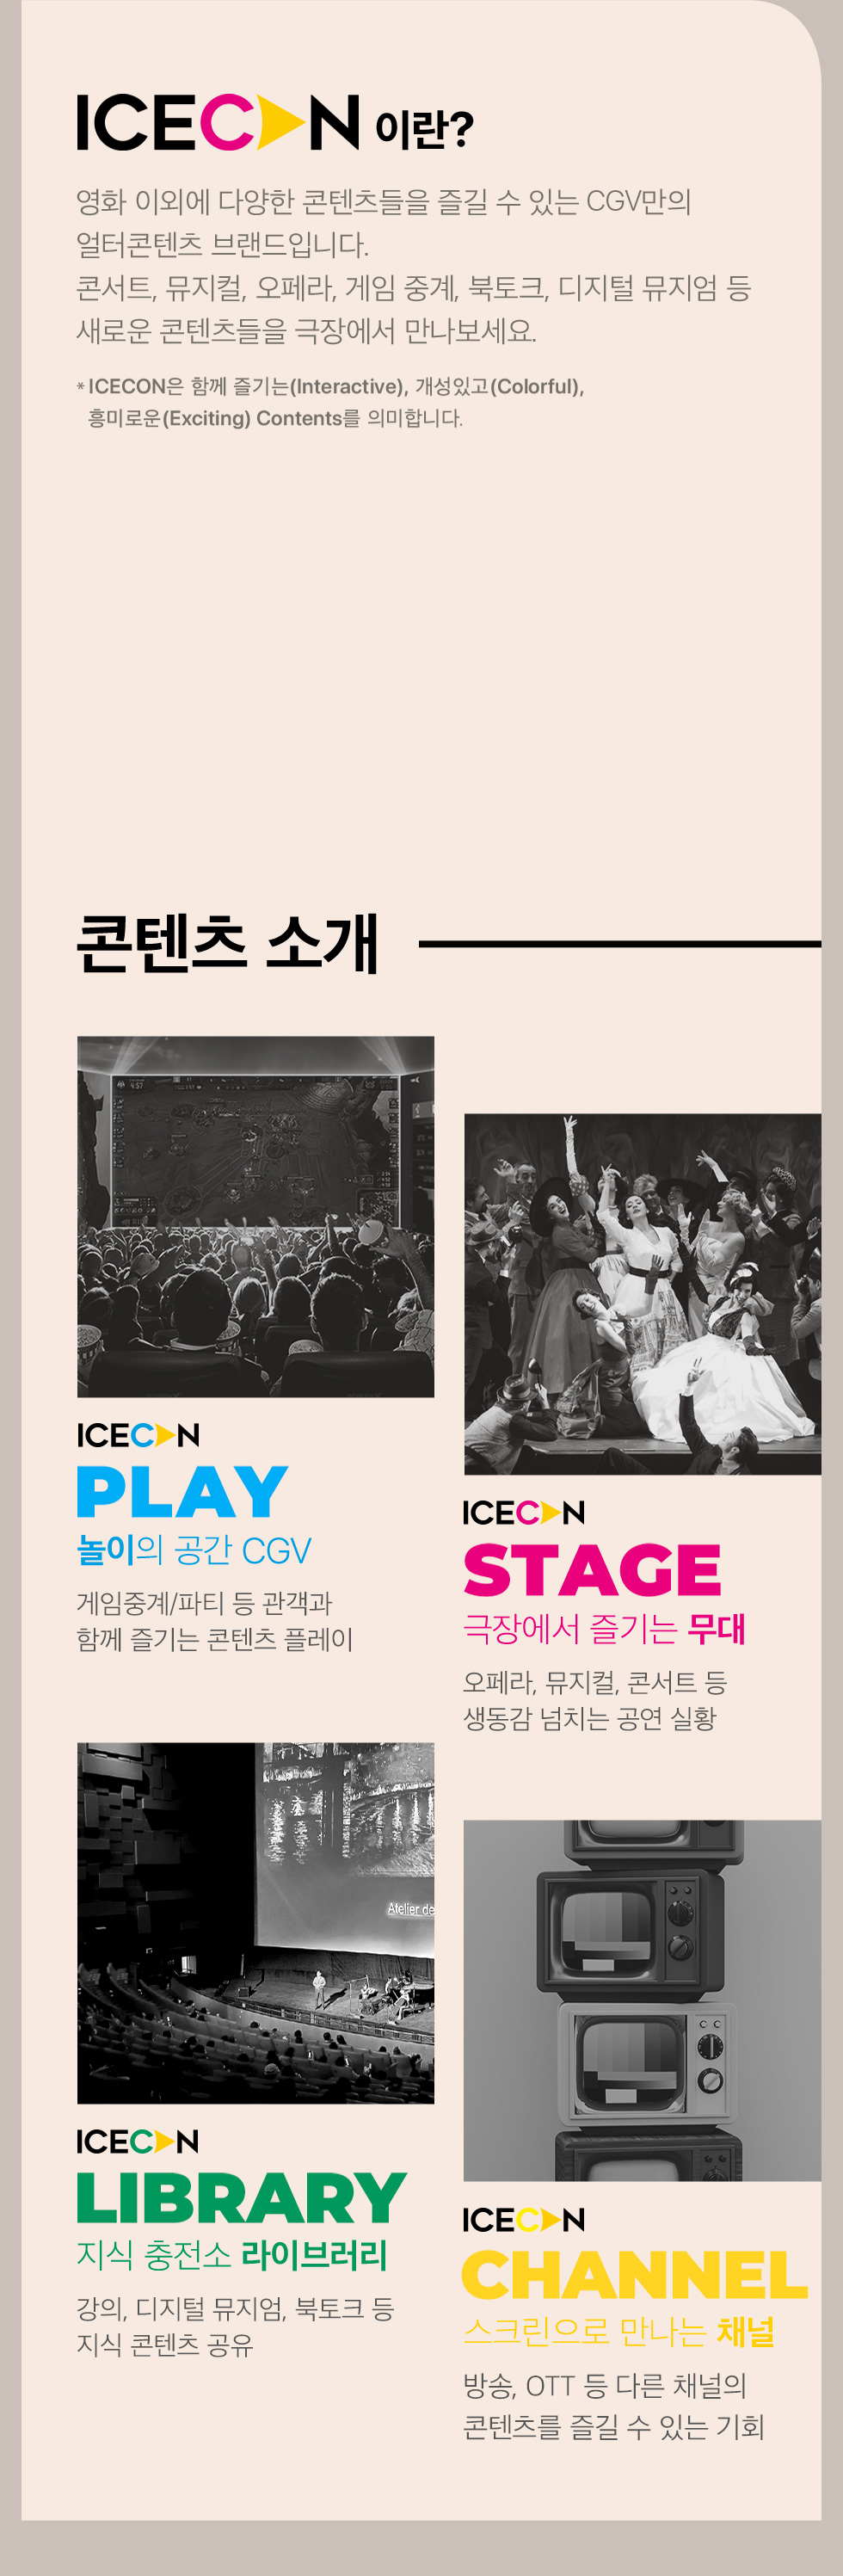 ICECON 이란?
영화 이외에 다양한 콘텐츠들을 즐길 수 있는 CGV만의
얼터콘텐츠 브랜드입니다.
콘서트, 뮤지컬, 오페라, 게임 중계, 북토크, 디지털 뮤지엄 등
새로운 콘텐츠들을 극장에서 만나보세요.
* ICECON은 함께 즐기는(Interactive), 개성있고(Colorful),
흥미로운(Exciting) Contents를 의미합니다.
콘텐츠 소개
4:57
ICECON
PLAY
놀이의 공간 CGV
게임중계/파티 등 관객과
함께 즐기는 콘텐츠 플레이
ICECON
STAGE
극장에서 즐기는 무대
오페라, 뮤지컬, 콘서트 등
생동감 넘치는 공연 실황
Atelier de
ICECON
LIBRARY
지식 충전소 라이브러리
강의, 디지털 뮤지엄, 북토크 등
지식 콘텐츠 공유
ICECON
CHANNEL
스크린으로 만나는 채널
방송, OTT 등 다른 채널의
콘텐츠를 즐길 수 있는 기회